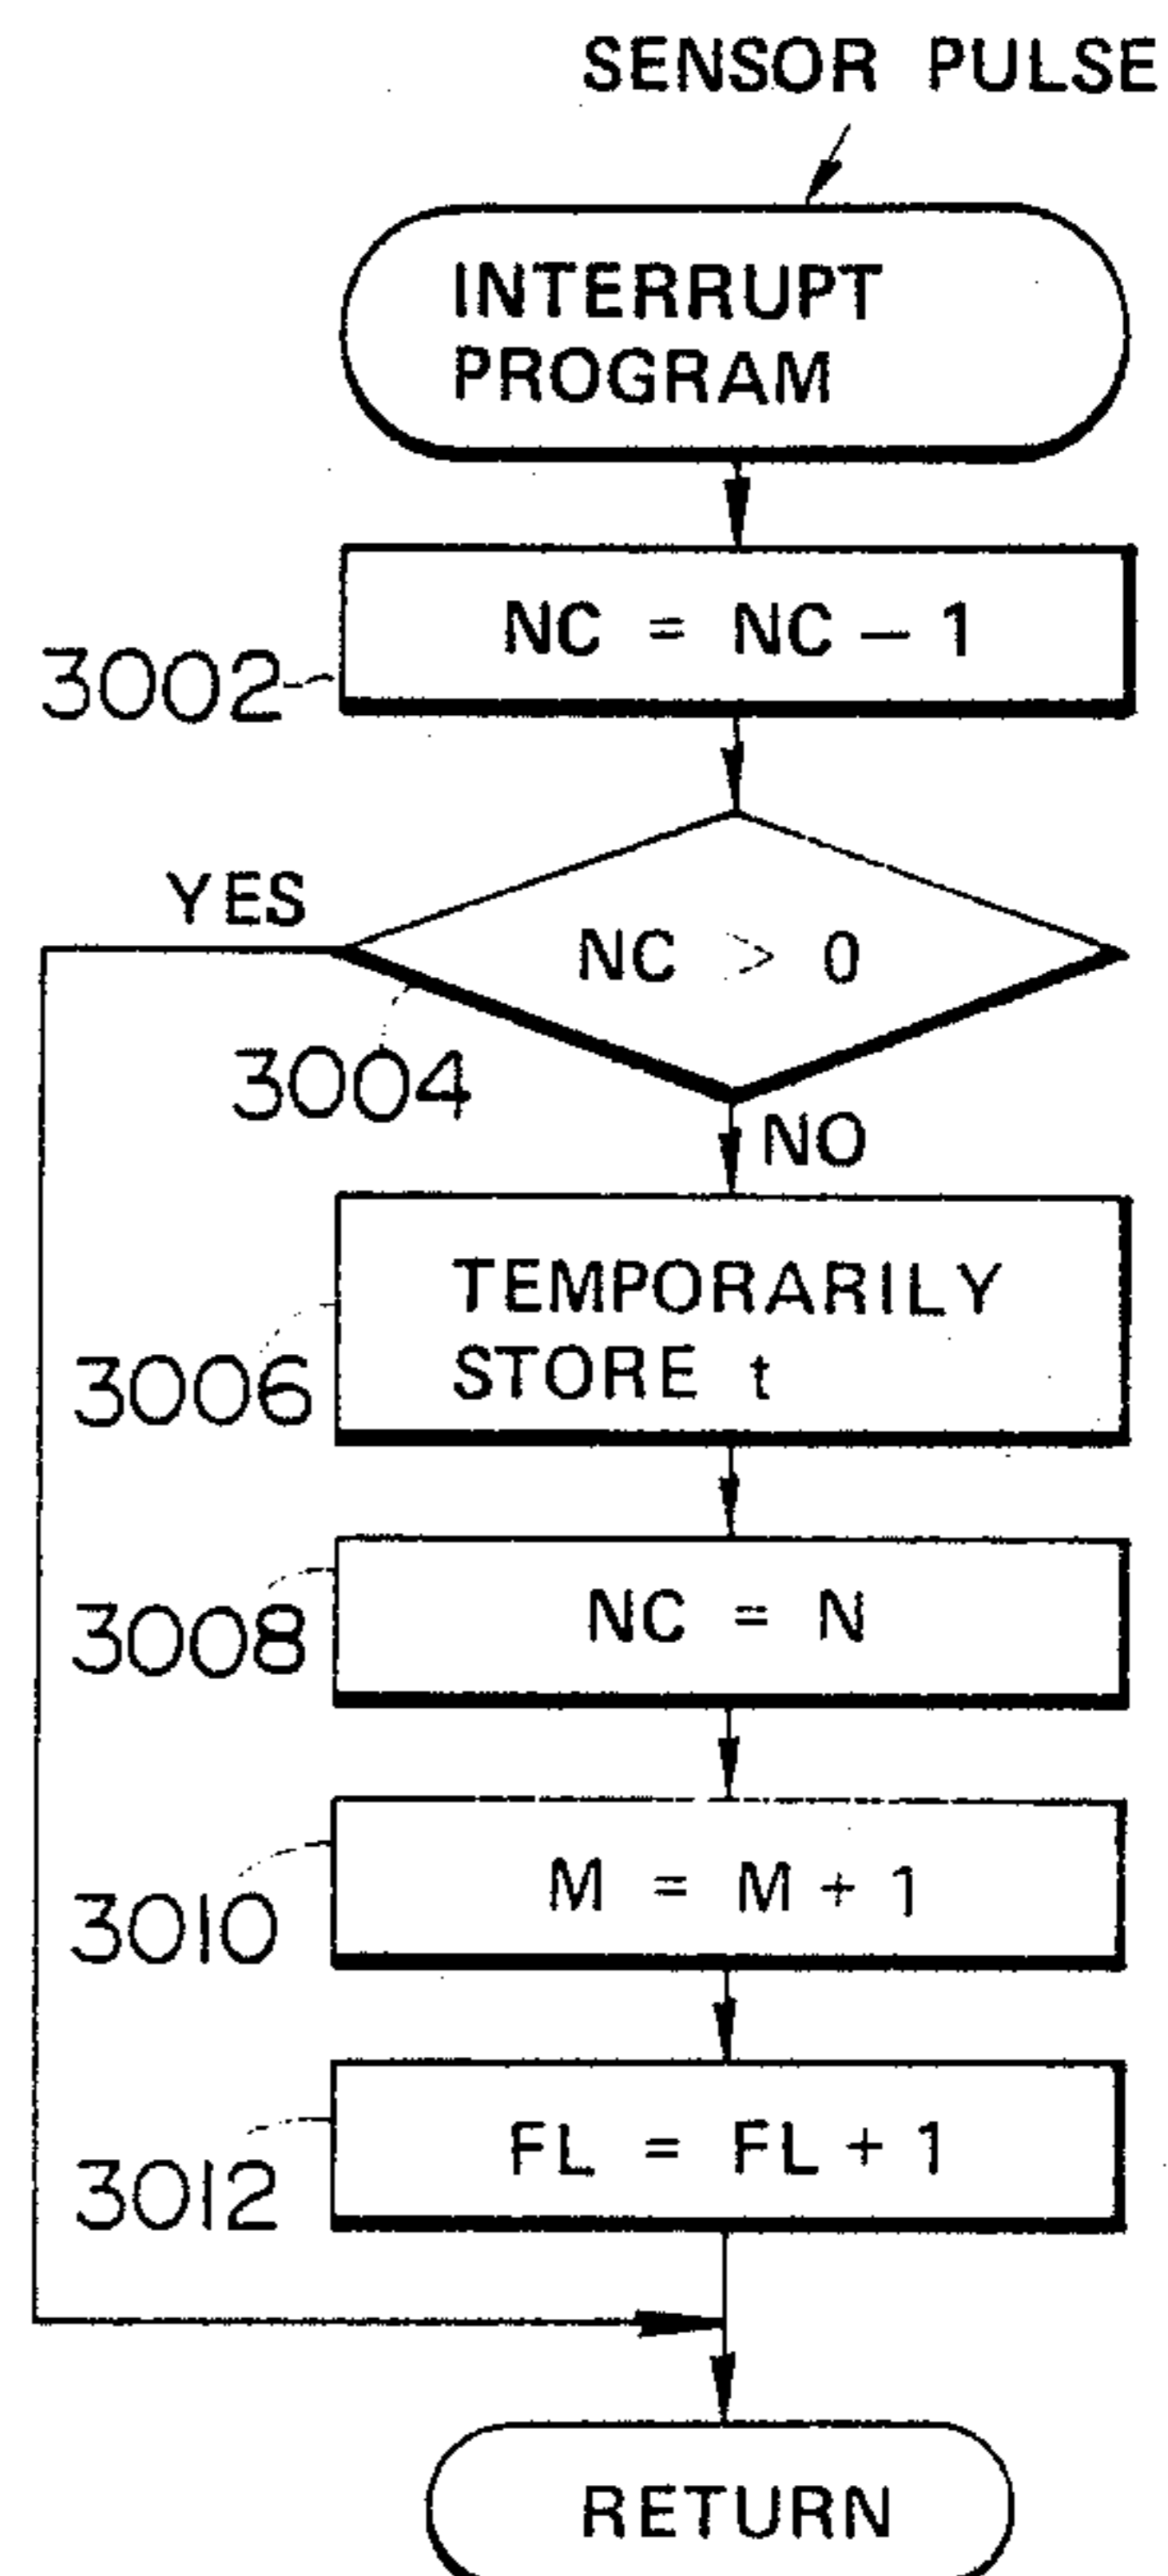 SENSOR PULSE
INTERRUPT
PROGRAM
NC = NC – 1
3002
YES
NC > 0
3004
NO
TEMPORARILY
STORE t
3006
NC = N
3008
M = M + 1
3010
FL = FL + 1
3012
RETURN